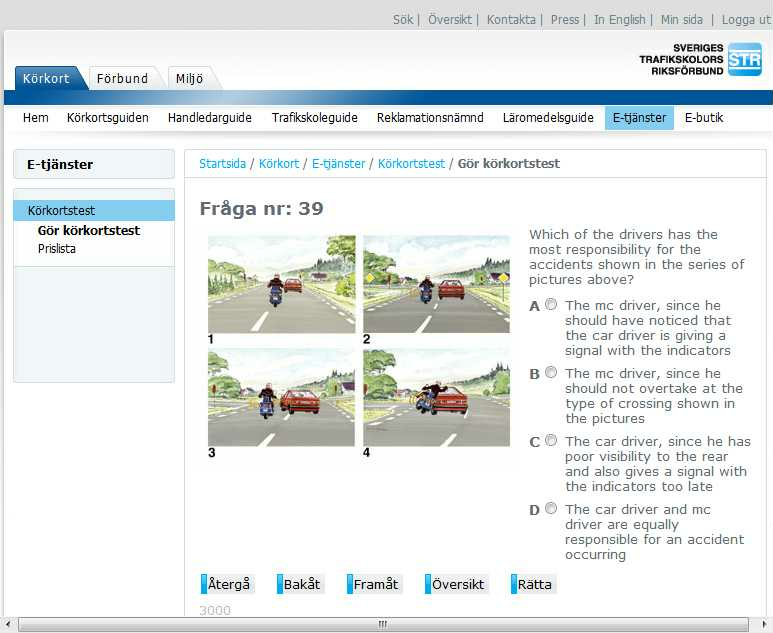 Sök | Översikt | Kontakta | Press | In English | Min sida | Logga ut
SVERIGES
TRAFIKSKOLORS
RIKSFÖRBUND
STR
Körkort Förbund Miljö
Hem Körkortsguiden Handledarguide Trafikskoleguide Reklamationsnämnd Läromedelsguide E-tjänster E-butik
E-tjänster
Startsida / Körkort / E-tjänster / Körkortstest / Gör körkortstest
Körkortstest
Gör körkortstest
Prislista
Fråga nr: 39
1
2
3
4
Which of the drivers has the
most responsibility for the
accidents shown in the series of
pictures above?
A The mc driver, since he
should have noticed that
the car driver is giving a
signal with the indicators
B The mc driver, since he
should not overtake at the
type of crossing shown in
the pictures
C The car driver, since he has
poor visibility to the rear
and also gives a signal with
the indicators too late
D The car driver and mc
driver are equally
responsible for an accident
occurring
Återgå Bakåt Framåt Översikt Rätta
3000